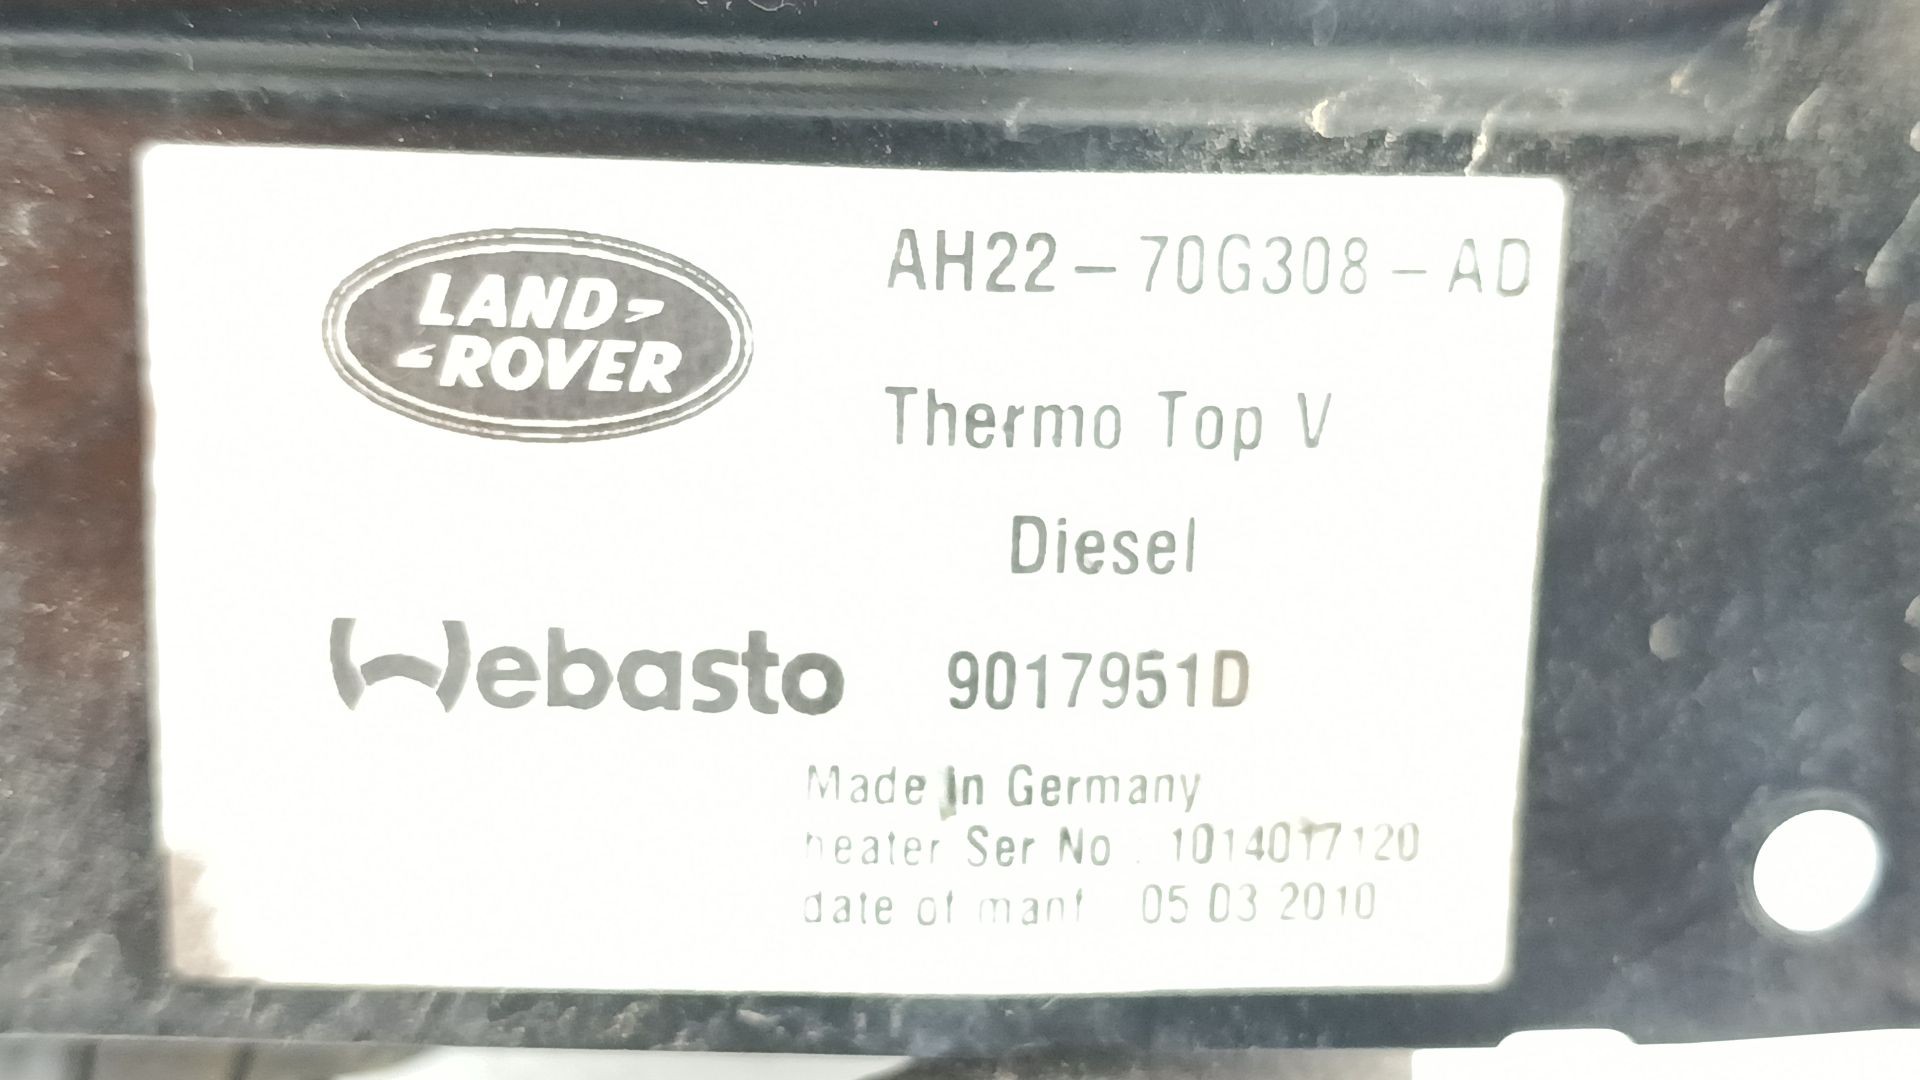 LAND
ROVER
AH22-70G308-AD
Thermo Top V
Diesel
Webasto 9017951D
Made In Germany
heater Ser No : 1014017120
date of manf 05 03 2010